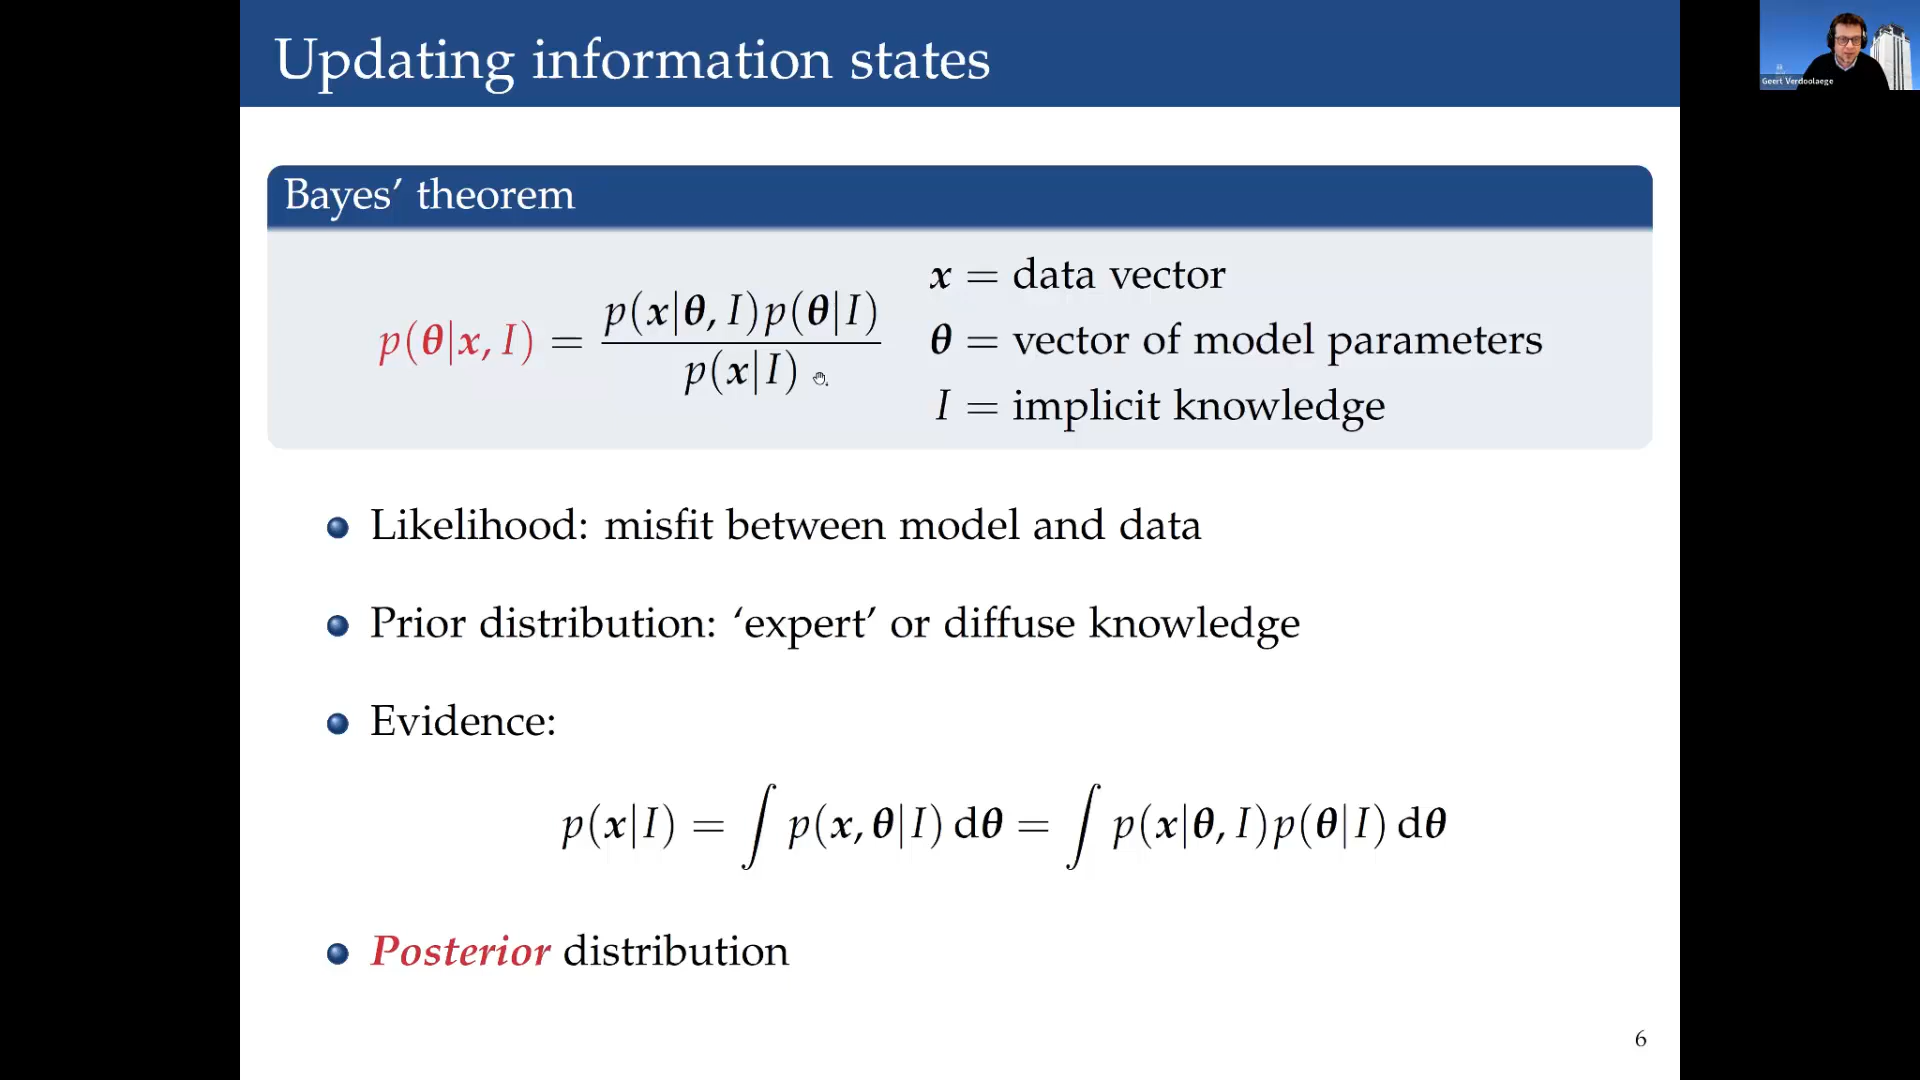 Updating information states
Geert Verdoolaege
Bayes’ theorem
p(θ|x, I) = p(x|θ, I)p(θ|I) / p(x|I)
x = data vector
θ = vector of model parameters
I = implicit knowledge
Likelihood: misfit between model and data
Prior distribution: ‘expert’ or diffuse knowledge
Evidence:
p(x|I) = ∫ p(x, θ|I) dθ = ∫ p(x|θ, I)p(θ|I) dθ
Posterior distribution
6